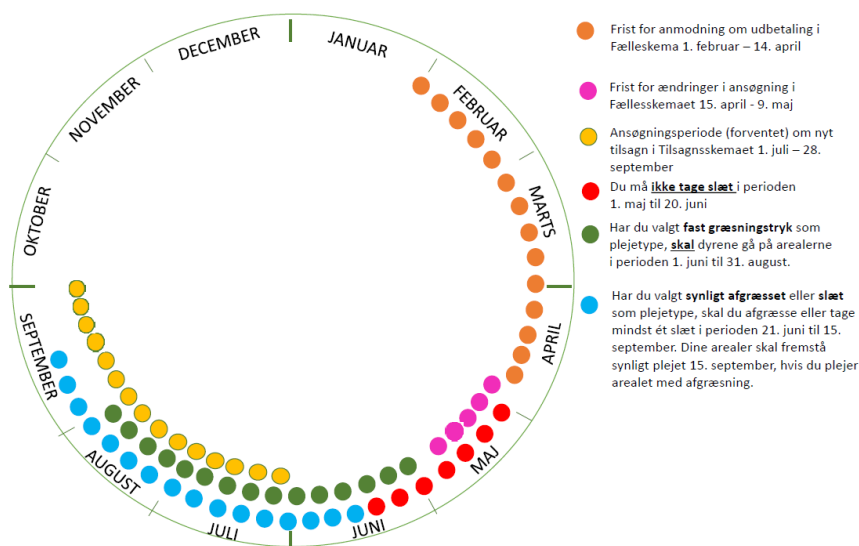 JANUAR
FEBRUAR
MARTS
APRIL
MAJ
JUNI
JULI
AUGUST
SEPTEMBER
OKTOBER
NOVEMBER
DECEMBER
Frist for anmodning om udbetaling i
Fælleskema 1. februar – 14. april
Frist for ændringer i ansøgning i
Fællesskemaet 15. april - 9. maj
Ansøgningsperiode (forventet) om nyt
tilsagn i Tilsagnsskemaet 1. juli – 28.
september
Du må ikke tage slæt i perioden
1. maj til 20. juni
Har du valgt fast græsningstryk som
plejetype, skal dyrene gå på arealerne
i perioden 1. juni til 31. august.
Har du valgt synligt afgræsset eller slæt
som plejetype, skal du afgræsse eller tage
mindst ét slæt i perioden 21. juni til 15.
september. Dine arealer skal fremstå
synligt plejet 15. september, hvis du plejer
arealet med afgræsning.